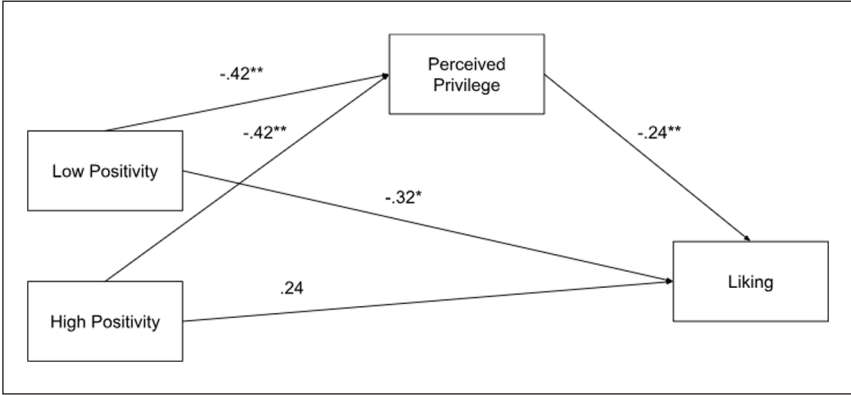 Perceived
Privilege
-.42**
-.42**
-.24**
Low Positivity
-.32*
Liking
.24
High Positivity